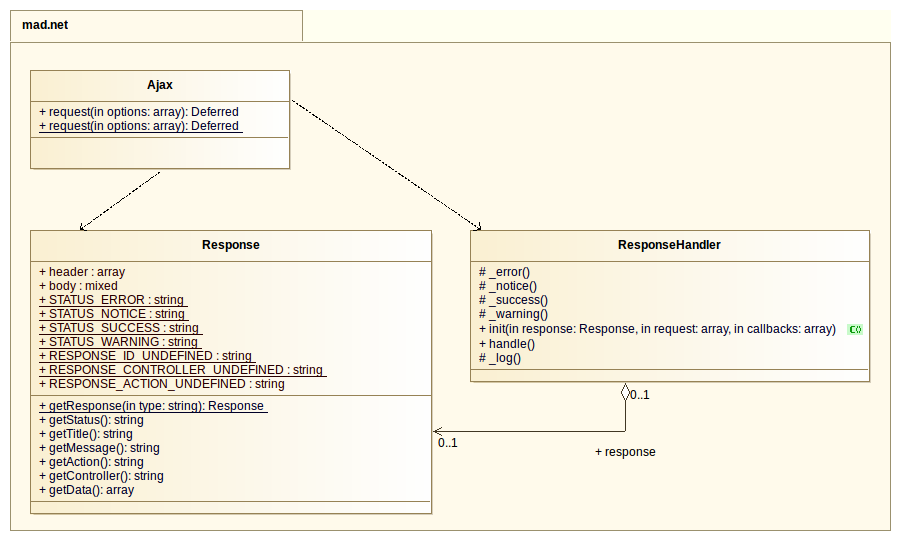 mad.net
Ajax
+ request(in options: array): Deferred
+ request(in options: array): Deferred
Response
+ header : array
+ body : mixed
+ STATUS_ERROR : string
+ STATUS_NOTICE : string
+ STATUS_SUCCESS : string
+ STATUS_WARNING : string
+ RESPONSE_ID_UNDEFINED : string
+ RESPONSE_CONTROLLER_UNDEFINED : string
+ RESPONSE_ACTION_UNDEFINED : string
+ getResponse(in type: string): Response
+ getStatus(): string
+ getTitle(): string
+ getMessage(): string
+ getAction(): string
+ getController(): string
+ getData(): array
ResponseHandler
# _error()
# _notice()
# _success()
# _warning()
+ init(in response: Response, in request: array, in callbacks: array) C()
+ handle()
# _log()
0..1
0..1
+ response